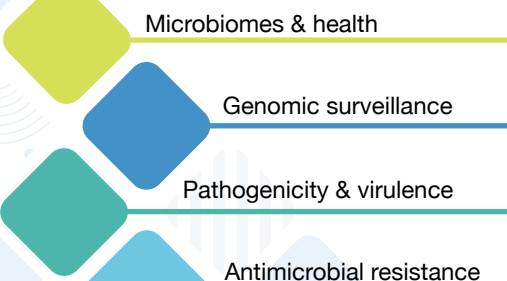 Microbiomes & health
Genomic surveillance
Pathogenicity & virulence
Antimicrobial resistance